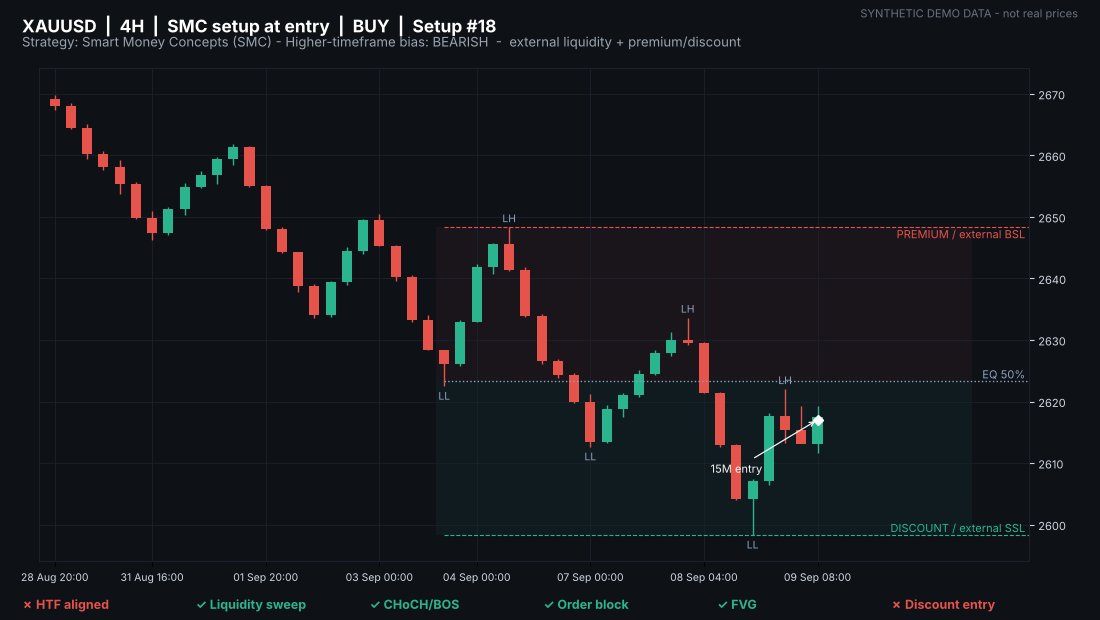 SYNTHETIC DEMO DATA - not real prices
XAUUSD | 4H | SMC setup at entry | BUY | Setup #18
Strategy: Smart Money Concepts (SMC) - Higher-timeframe bias: BEARISH - external liquidity + premium/discount
2670
2660
2650
LH
PREMIUM / external BSL
2640
LH
2630
EQ 50%
LH
LL
2620
LL
15M entry
2610
DISCOUNT / external SSL
2600
LL
28 Aug 20:00 31 Aug 16:00 01 Sep 20:00 03 Sep 00:00 04 Sep 00:00 07 Sep 00:00 08 Sep 04:00 09 Sep 08:00
× HTF aligned ✓ Liquidity sweep ✓ CHoCH/BOS ✓ Order block ✓ FVG × Discount entry